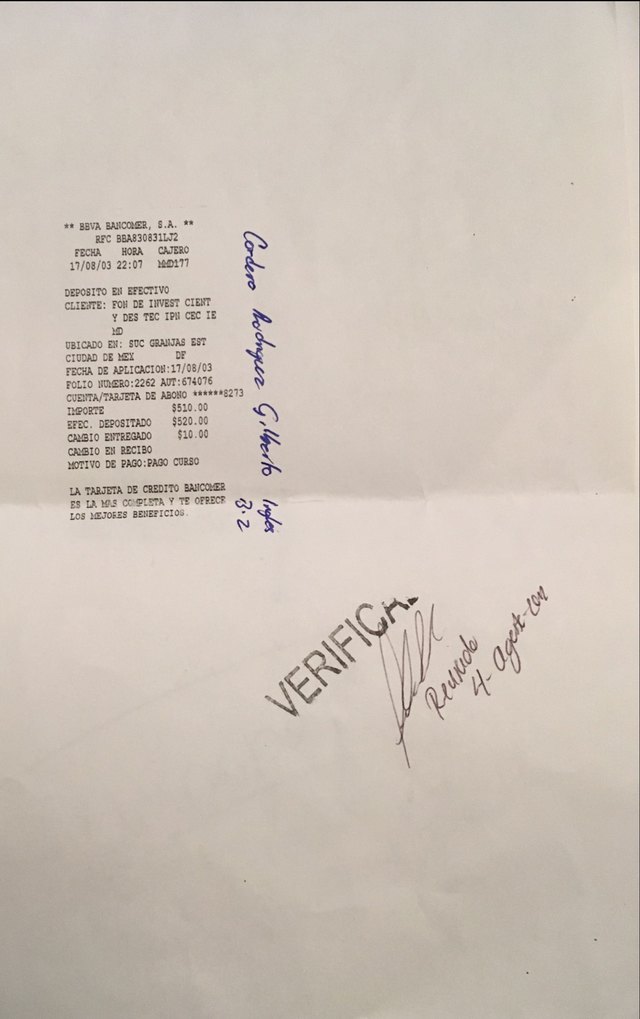 ** BBVA BANCOMER, S.A. **
RFC BBA830831LJ2
FECHA HORA CAJERO
17/08/03 22:07 MMD177
DEPOSITO EN EFECTIVO
CLIENTE: FON DE INVEST CIENT
Y DES TEC IPN CEC IE
MD
UBICADO EN: SUC GRANJAS EST
CIUDAD DE MEX DF
FECHA DE APLICACION:17/08/03
FOLIO NUMERO:2262 AUT:674076
CUENTA/TARJETA DE ABONO ******8273
IMPORTE $510.00
EFEC. DEPOSITADO $520.00
CAMBIO ENTREGADO $10.00
CAMBIO EN RECIBO
MOTIVO DE PAGO:PAGO CURSO
LA TARJETA DE CREDITO BANCOMER
ES LA MAS COMPLETA Y TE OFRECE
LOS MEJORES BENEFICIOS.
Cordero Rodriguez Gilberto Ingles
B.2
VERIFICA
4-Agost